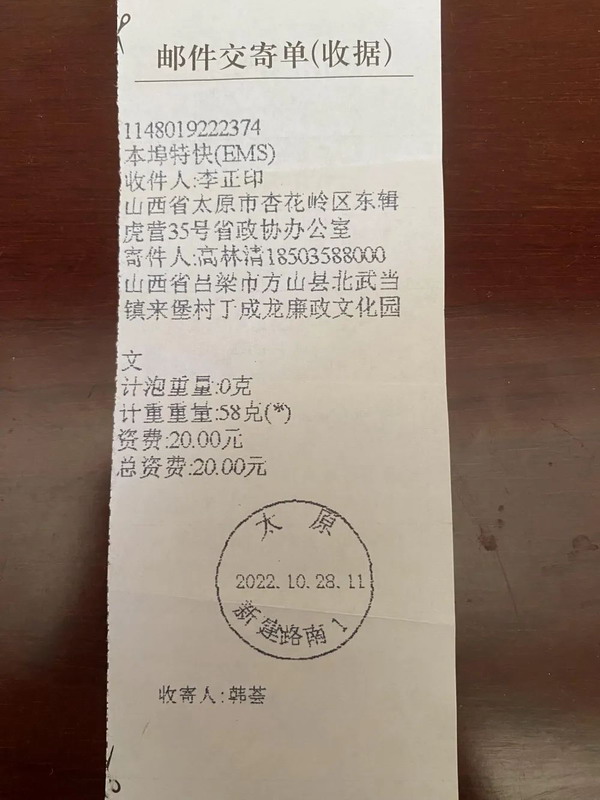 邮件交寄单(收据)
1148019222374
本埠特快(EMS)
收件人:李正印
山西省太原市杏花岭区东辑
虎营35号省政协办公室
寄件人:高林清18503588000
山西省吕梁市方山县北武当
镇来堡村于成龙廉政文化园
文
计泡重量:0克
计重重量:58克(*)
资费:20.00元
总资费:20.00元
太原
2022.10.28.11
新建路南1
收寄人:韩荟